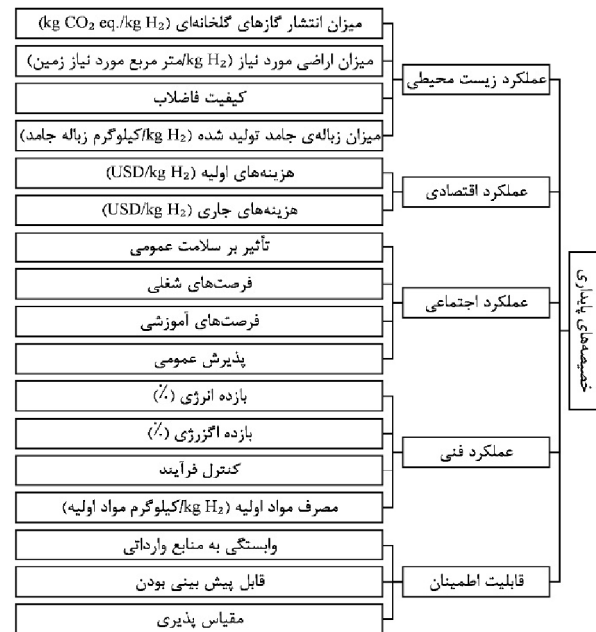 خصیصه‌های پایداری
عملکرد زیست محیطی
میزان انتشار گازهای گلخانه‌ای (kg CO₂ eq./kg H₂)
میزان اراضی مورد نیاز (kg H₂/متر مربع مورد نیاز زمین)
کیفیت فاضلاب
میزان زباله‌ی جامد تولید شده (kg H₂/کیلوگرم زباله جامد)
عملکرد اقتصادی
هزینه‌های اولیه (USD/kg H₂)
هزینه‌های جاری (USD/kg H₂)
عملکرد اجتماعی
تأثیر بر سلامت عمومی
فرصت‌های شغلی
فرصت‌های آموزشی
پذیرش عمومی
عملکرد فنی
بازده انرژی (٪)
بازده اگزرژی (٪)
کنترل فرآیند
مصرف مواد اولیه (kg H₂/کیلوگرم مواد اولیه)
قابلیت اطمینان
وابستگی به منابع وارداتی
قابل پیش بینی بودن
مقیاس پذیری